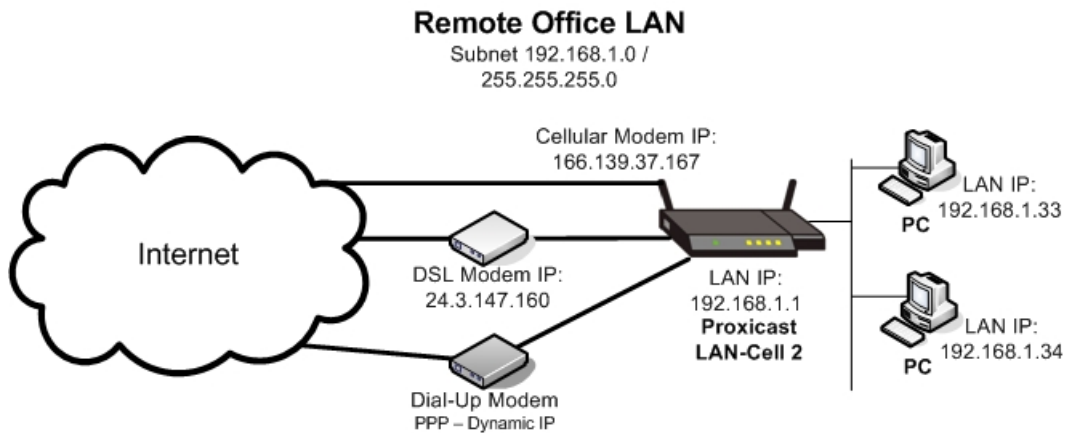 Remote Office LAN
Subnet 192.168.1.0 /
255.255.255.0
Cellular Modem IP:
166.139.37.167
Internet
DSL Modem IP:
24.3.147.160
Dial-Up Modem
PPP – Dynamic IP
LAN IP:
192.168.1.1
Proxicast
LAN-Cell 2
LAN IP:
192.168.1.33
PC
LAN IP:
192.168.1.34
PC